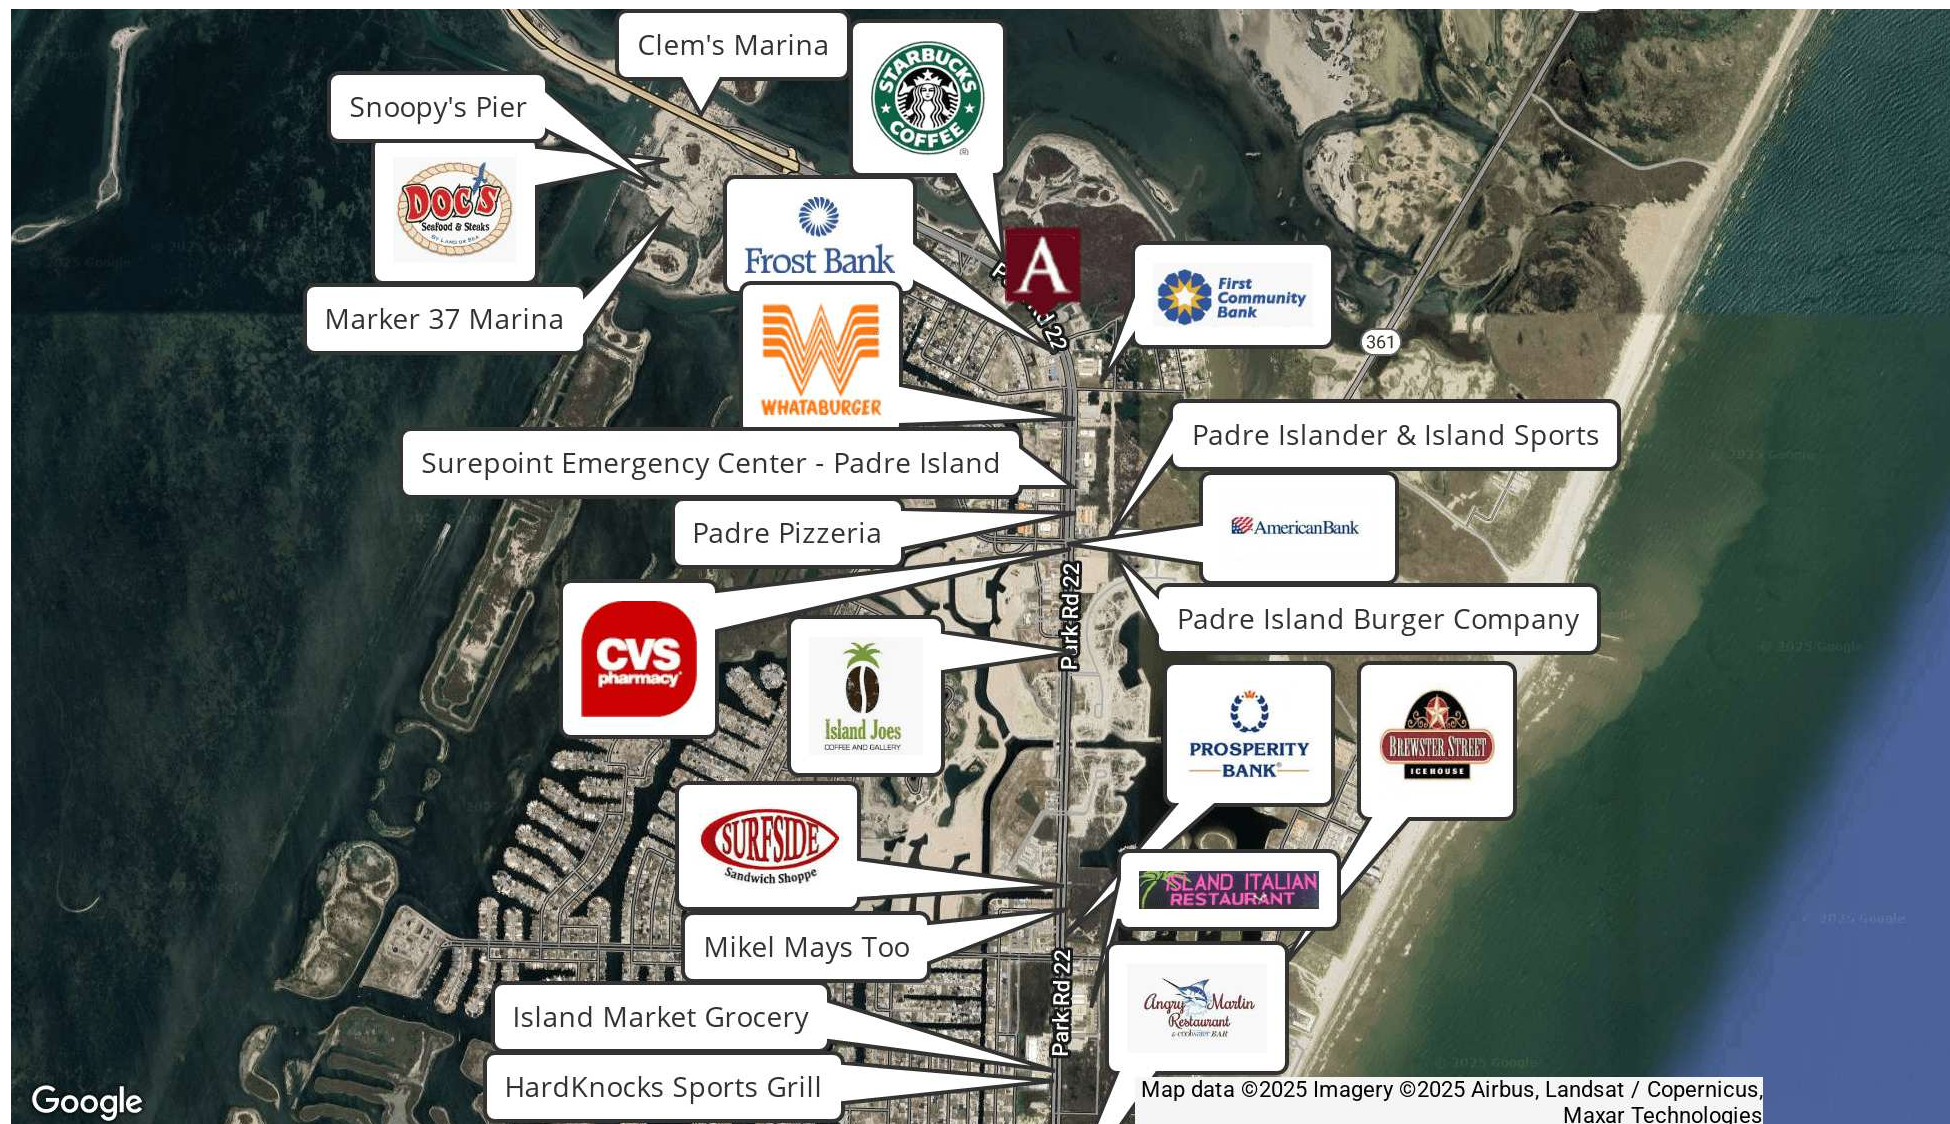 Clem's Marina
STARBUCKS
COFFEE
Snoopy's Pier
DOC'S
Seafood & Steaks
Frost Bank
A
First
Community
Bank
Marker 37 Marina
Park Rd 22
WHATABURGER
361
Padre Islander & Island Sports
Surepoint Emergency Center - Padre Island
AmericanBank
Padre Pizzeria
Park Rd 22
Padre Island Burger Company
CVS
pharmacy
Island Joes
COFFEE AND GALLERY
PROSPERITY
BANK®
BREWSTER STREET
ICEHOUSE
SURFSIDE
Sandwich Shoppe
ISLAND ITALIAN
RESTAURANT
Mikel Mays Too
Park Rd 22
Angry Marlin
Restaurant
Island Market Grocery
HardKnocks Sports Grill
Google
Map data ©2025 Imagery ©2025 Airbus, Landsat / Copernicus,
Maxar Technologies